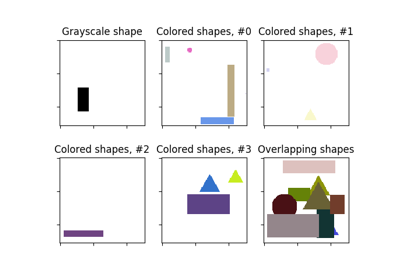 Grayscale shape
Colored shapes, #0
Colored shapes, #1
Colored shapes, #2
Colored shapes, #3
Overlapping shapes